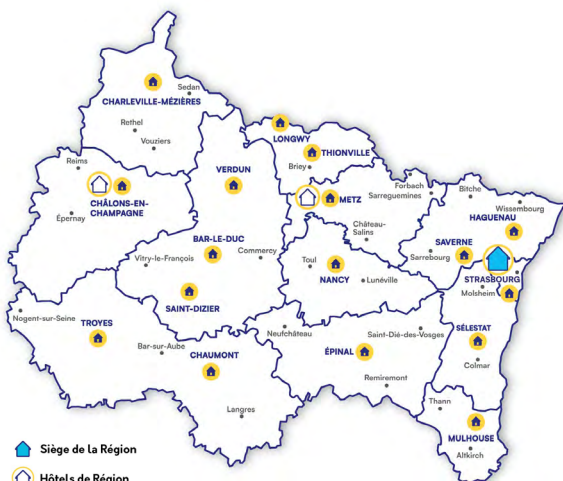 Sedan
CHARLEVILLE-MÉZIÈRES
Rethel
Vouziers
LONGWY
THIONVILLE
Briey
Reims
VERDUN
Forbach
Sarreguemines
Bitche
Wissembourg
METZ
CHÂLONS-EN-
CHAMPAGNE
Épernay
HAGUENAU
Château-
Salins
BAR-LE-DUC
SAVERNE
Vitry-le-François
Commercy
Toul
Sarrebourg
NANCY
Lunéville
STRASBOURG
Molsheim
SAINT-DIZIER
Nogent-sur-Seine
TROYES
Neufchâteau
Saint-Dié-des-Vosges
SÉLESTAT
Bar-sur-Aube
CHAUMONT
ÉPINAL
Colmar
Remiremont
Langres
Thann
MULHOUSE
Altkirch
Siège de la Région
Hôtels de Région